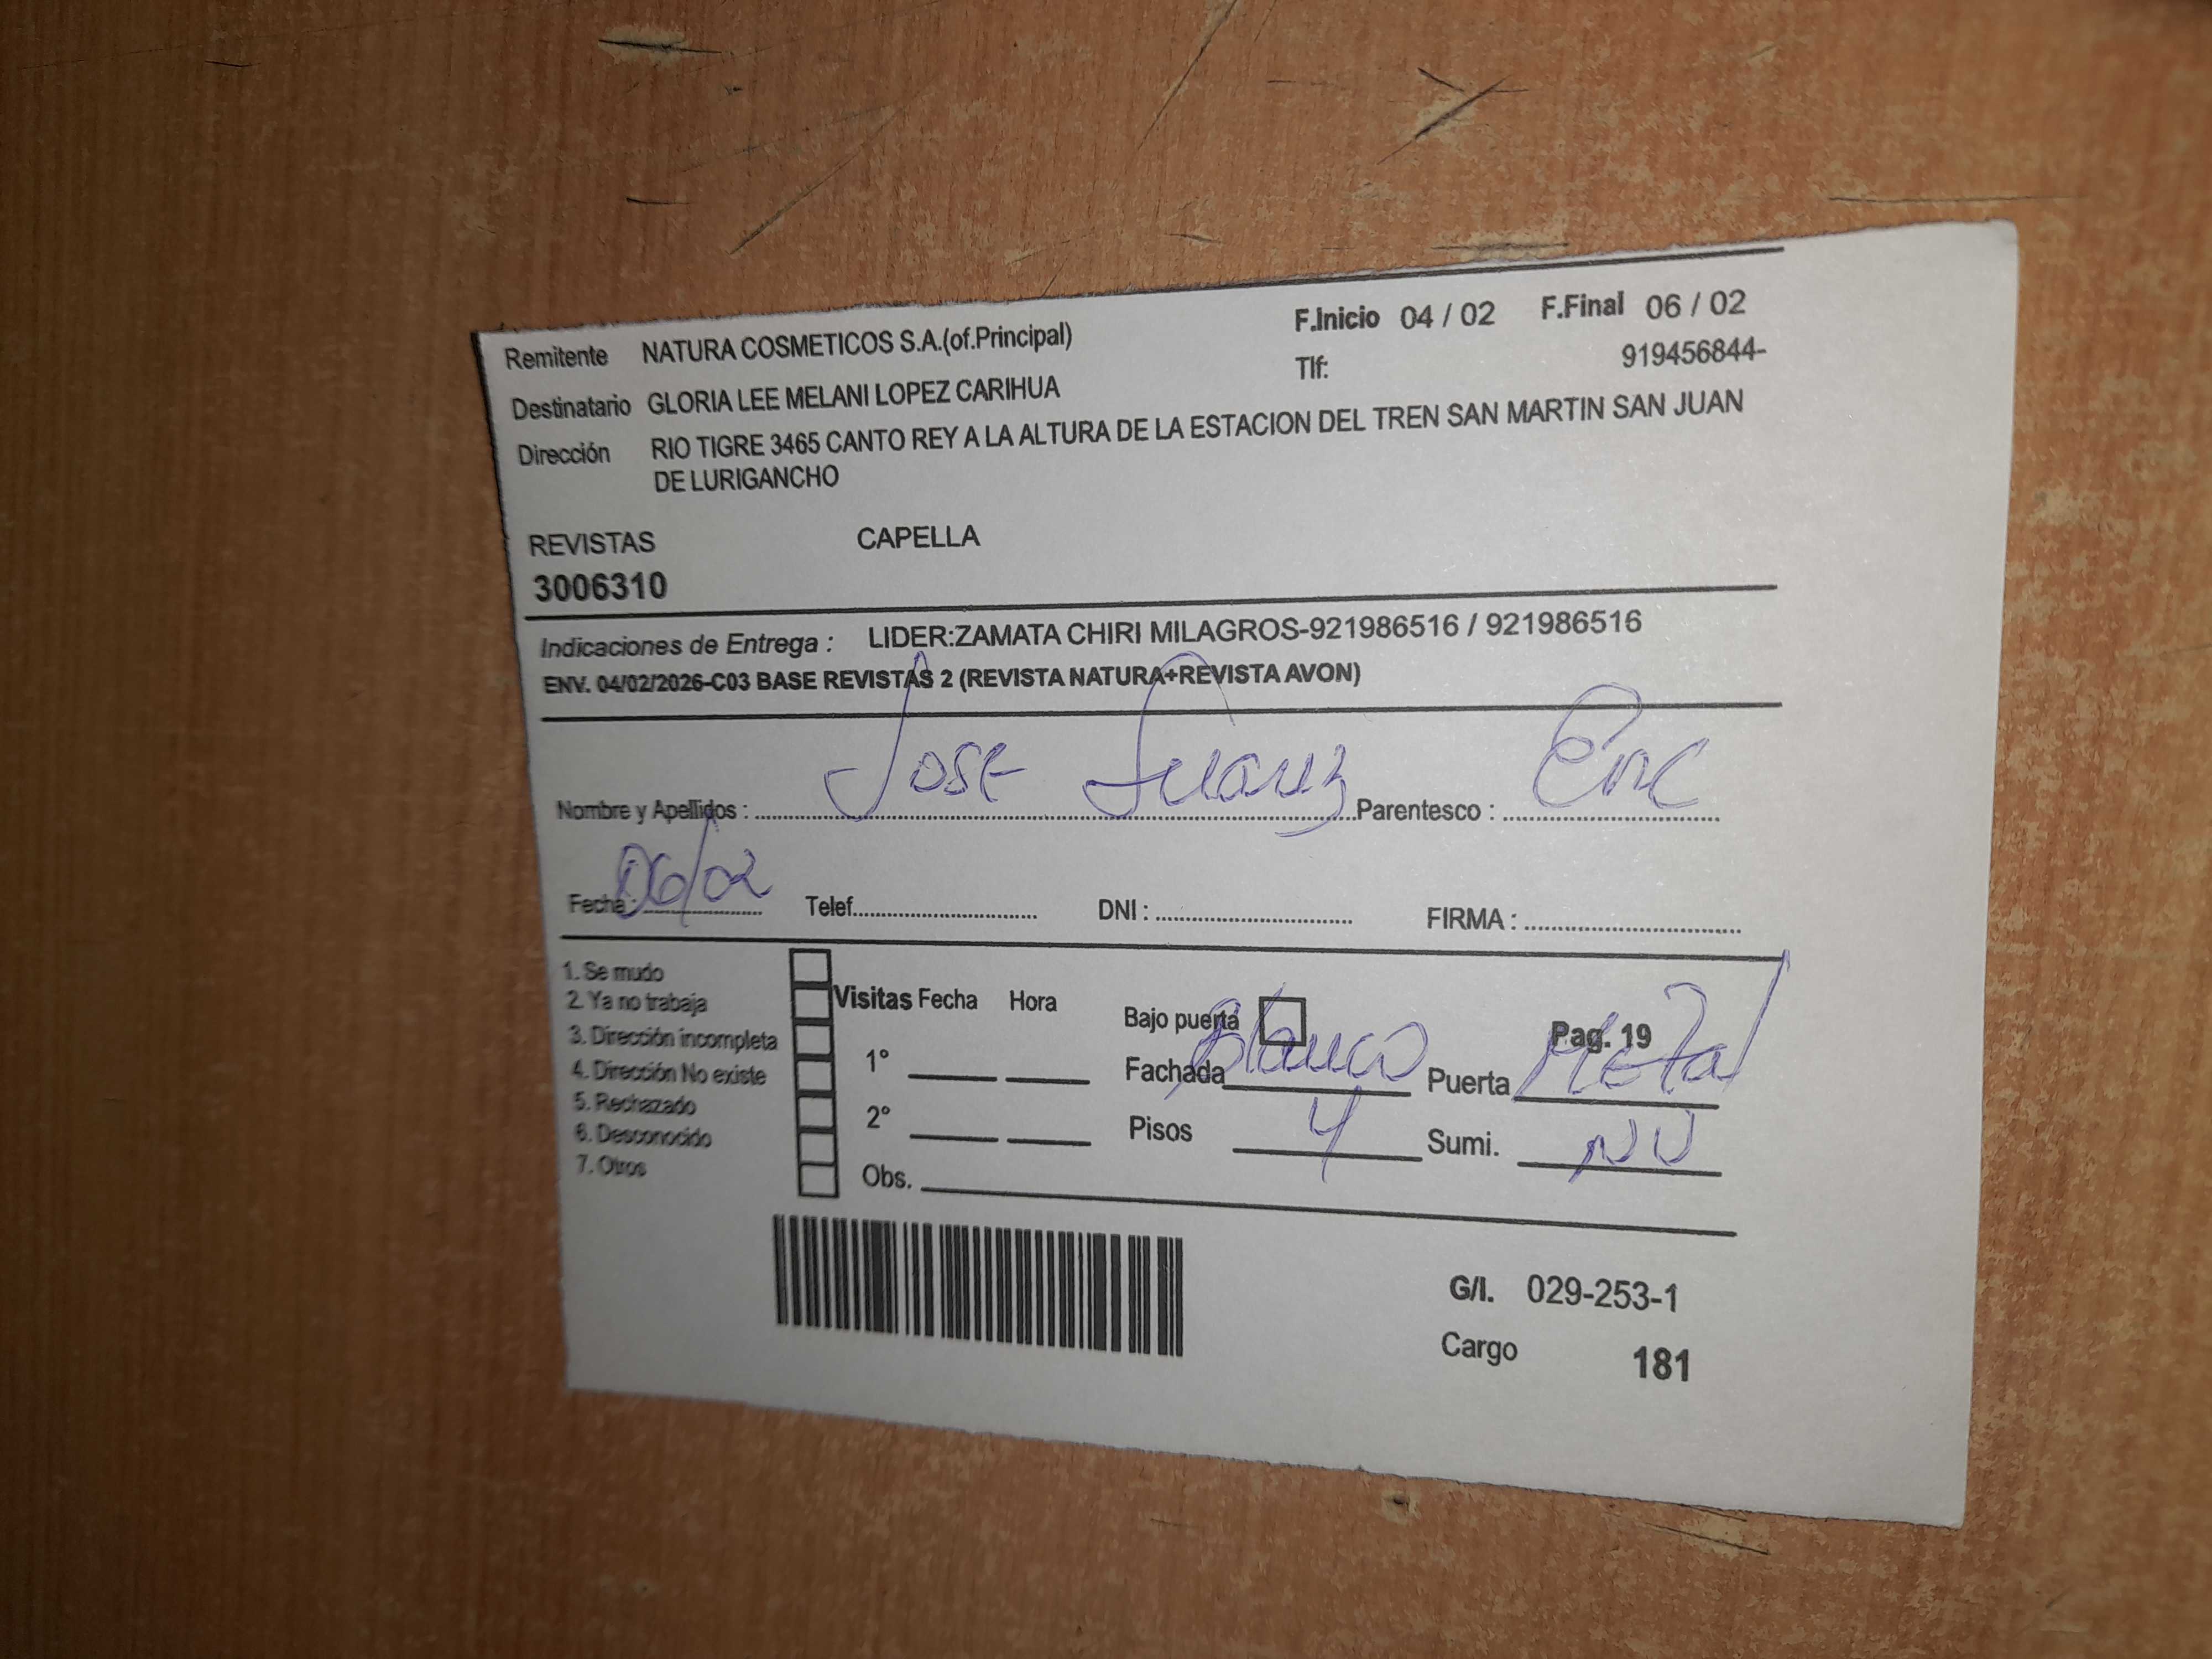 Remitente NATURA COSMETICOS S.A.(of.Principal) F.Inicio 04 / 02 F.Final 06 / 02
Destinatario GLORIA LEE MELANI LOPEZ CARIHUA Tlf: 919456844-
Dirección RIO TIGRE 3465 CANTO REY A LA ALTURA DE LA ESTACION DEL TREN SAN MARTIN SAN JUAN
DE LURIGANCHO
REVISTAS CAPELLA
3006310
Indicaciones de Entrega : LIDER:ZAMATA CHIRI MILAGROS-921986516 / 921986516
ENV. 04/02/2026-C03 BASE REVISTAS 2 (REVISTA NATURA+REVISTA AVON)
Nombre y Apellidos : Jose Suarez Parentesco : Enc
Fecha : 06/02 Telef. DNI : FIRMA :
1. Se mudo
2. Ya no trabaja
3. Dirección incompleta
4. Dirección No existe
5. Rechazado
6. Desconocido
7. Otros
Visitas Fecha Hora
1°
2°
Obs.
Bajo puerta Pag. 19
Fachada Blanco Puerta Metal
Pisos 4 Sumi.
G/I. 029-253-1
Cargo 181